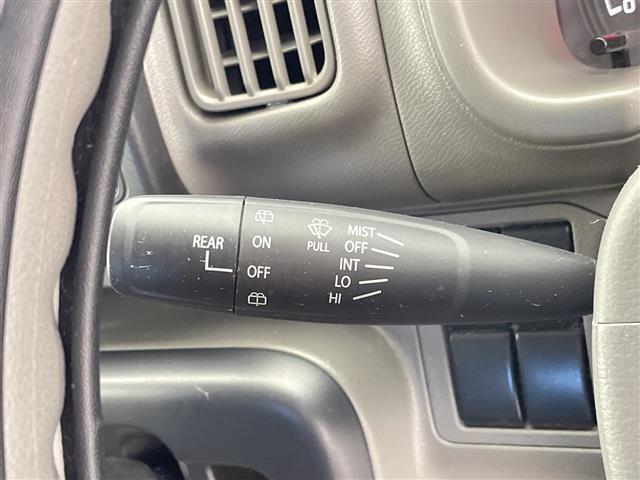 REAR
ON
OFF
PULL
MIST
OFF
INT
LO
HI